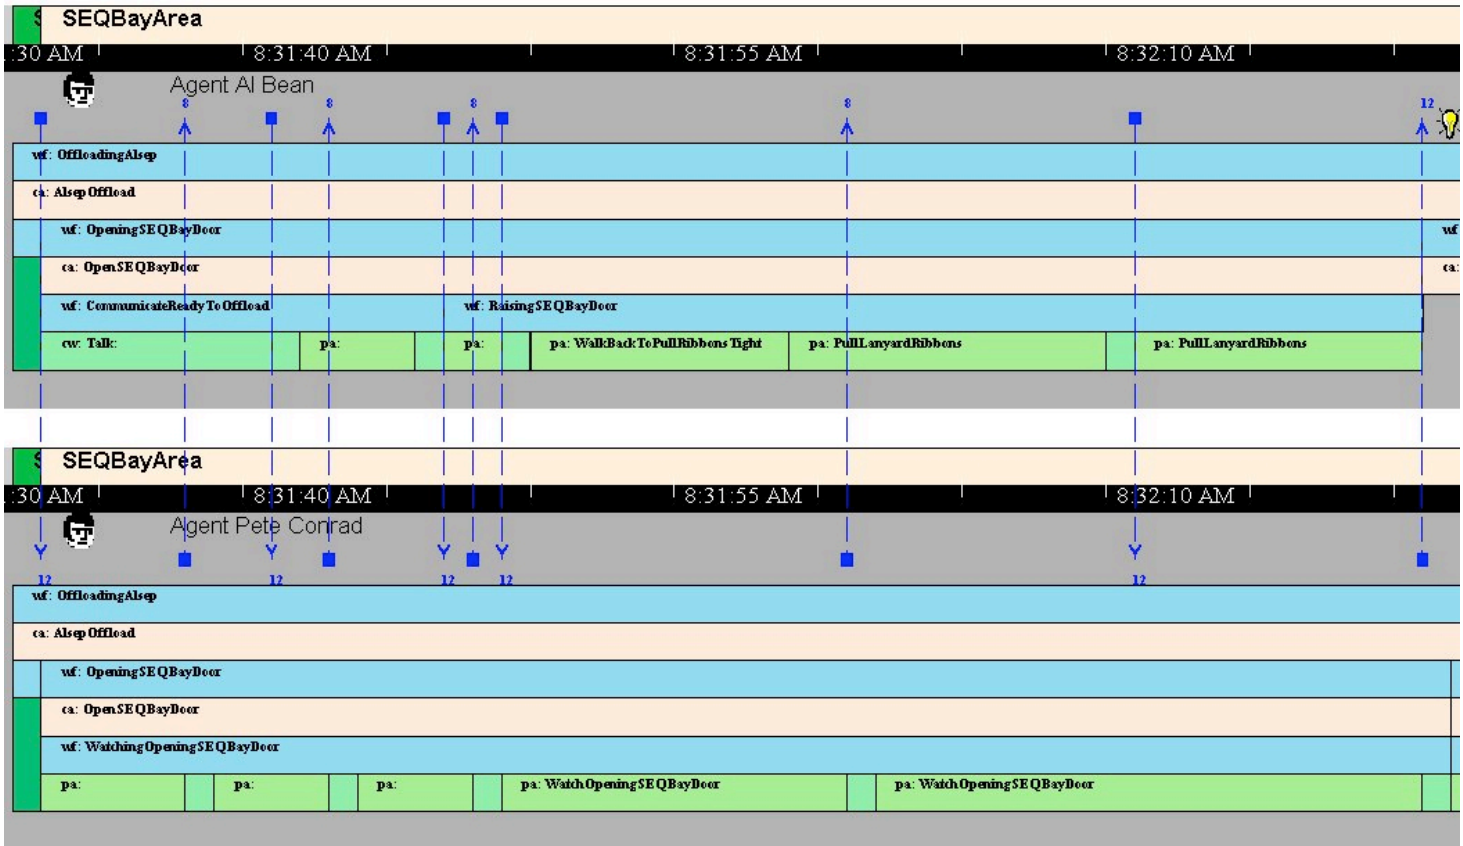 S SEQBayArea
:30 AM 8:31:40 AM 8:31:55 AM 8:32:10 AM
Agent Al Bean
8 8 8 8 12
wf: OffloadingAlsep
ca: AlsepOffload
wf: OpeningSEQBayDoor wf
ca: OpenSEQBayDoor ca:
wf: CommunicateReadyToOffload wf: RaisingSEQBayDoor
cw: Talk: pa: pa: pa: WalkBackToPullRibbonsTight pa: PullLanyardRibbons pa: PullLanyardRibbons
S SEQBayArea
:30 AM 8:31:40 AM 8:31:55 AM 8:32:10 AM
Agent Pete Conrad
12 12 12 12 12
wf: OffloadingAlsep
ca: AlsepOffload
wf: OpeningSEQBayDoor
ca: OpenSEQBayDoor
wf: WatchingOpeningSEQBayDoor
pa: pa: pa: pa: WatchOpeningSEQBayDoor pa: WatchOpeningSEQBayDoor